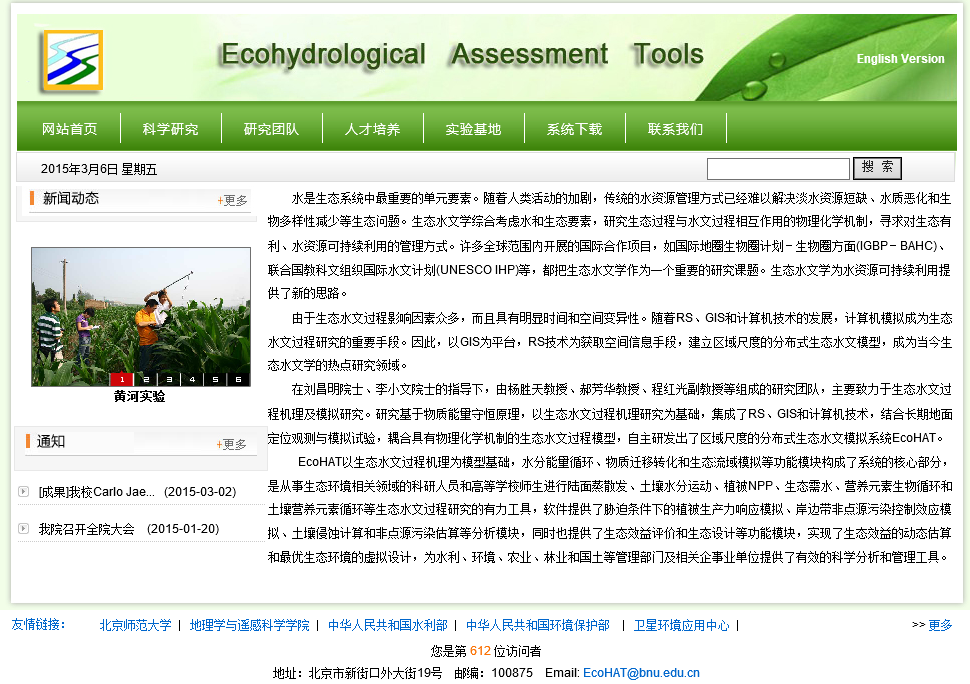 Ecohydrological Assessment Tools
English Version
网站首页 科学研究 研究团队 人才培养 实验基地 系统下载 联系我们
2015年3月6日 星期五 搜 索
新闻动态 +更多
1 2 3 4 5 6
黄河实验
通知 +更多
[成果]我校Carlo Jae... (2015-03-02)
我院召开全院大会 (2015-01-20)
水是生态系统中最重要的单元要素。随着人类活动的加剧，传统的水资源管理方式已经难以解决淡水资源短缺、水质恶化和生
物多样性减少等生态问题。生态水文学综合考虑水和生态要素，研究生态过程与水文过程相互作用的物理化学机制，寻求对生态有
利、水资源可持续利用的管理方式。许多全球范围内开展的国际合作项目，如国际地圈生物圈计划－生物圈方面(IGBP－BAHC)、
联合国教科文组织国际水文计划(UNESCO IHP)等，都把生态水文学作为一个重要的研究课题。生态水文学为水资源可持续利用提
供了新的思路。
由于生态水文过程影响因素众多，而且具有明显时间和空间变异性。随着RS、GIS和计算机技术的发展，计算机模拟成为生态
水文过程研究的重要手段。因此，以GIS为平台，RS技术为获取空间信息手段，建立区域尺度的分布式生态水文模型，成为当今生
态水文学的热点研究领域。
在刘昌明院士、李小文院士的指导下，由杨胜天教授、郝芳华教授、程红光副教授等组成的研究团队，主要致力于生态水文过
程机理及模拟研究。研究基于物质能量守恒原理，以生态水文过程机理研究为基础，集成了RS、GIS和计算机技术，结合长期地面
定位观测与模拟试验，耦合具有物理化学机制的生态水文过程模型，自主研发出了区域尺度的分布式生态水文模拟系统EcoHAT。
EcoHAT以生态水文过程机理为模型基础，水分能量循环、物质迁移转化和生态流域模拟等功能模块构成了系统的核心部分，
是从事生态环境相关领域的科研人员和高等学校师生进行陆面蒸散发、土壤水分运动、植被NPP、生态需水、营养元素生物循环和
土壤营养元素循环等生态水文过程研究的有力工具，软件提供了胁迫条件下的植被生产力响应模拟、岸边带非点源污染控制效应模
拟、土壤侵蚀计算和非点源污染估算等分析模块，同时也提供了生态效益评价和生态设计等功能模块，实现了生态效益的动态估算
和最优生态环境的虚拟设计，为水利、环境、农业、林业和国土等管理部门及相关企事业单位提供了有效的科学分析和管理工具。
友情链接： 北京师范大学 | 地理学与遥感科学学院 | 中华人民共和国水利部 | 中华人民共和国环境保护部 | 卫星环境应用中心 | >> 更多
您是第 612 位访问者
地址：北京市新街口外大街19号 邮编：100875 Email: EcoHAT@bnu.edu.cn